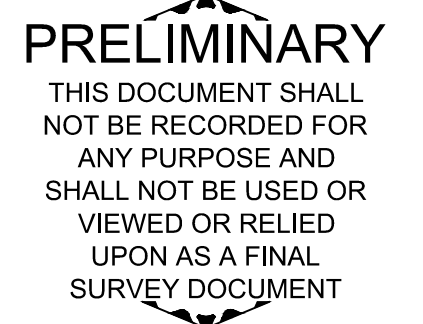 PRELIMINARY
THIS DOCUMENT SHALL
NOT BE RECORDED FOR
ANY PURPOSE AND
SHALL NOT BE USED OR
VIEWED OR RELIED
UPON AS A FINAL
SURVEY DOCUMENT